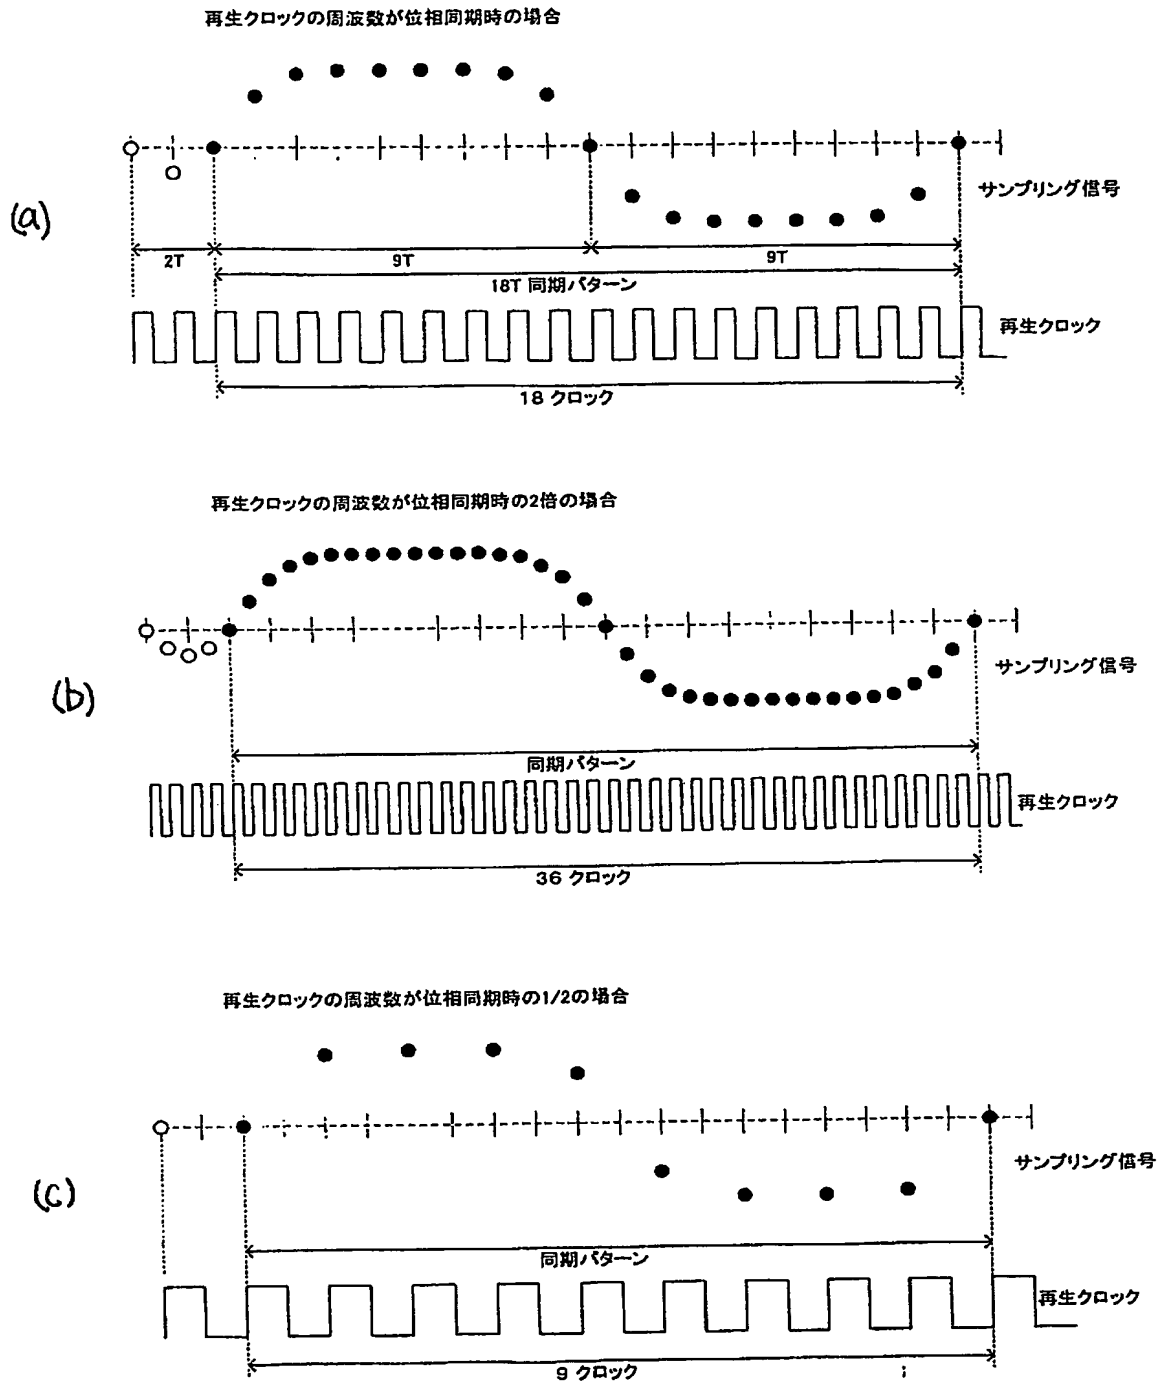 再生クロックの周波数が位相同期時の場合
(a)
サンプリング信号
2T 9T 9T
18T 同期パターン
再生クロック
18 クロック
再生クロックの周波数が位相同期時の2倍の場合
(b)
サンプリング信号
同期パターン
再生クロック
36 クロック
再生クロックの周波数が位相同期時の1/2の場合
(c)
サンプリング信号
同期パターン
再生クロック
9 クロック